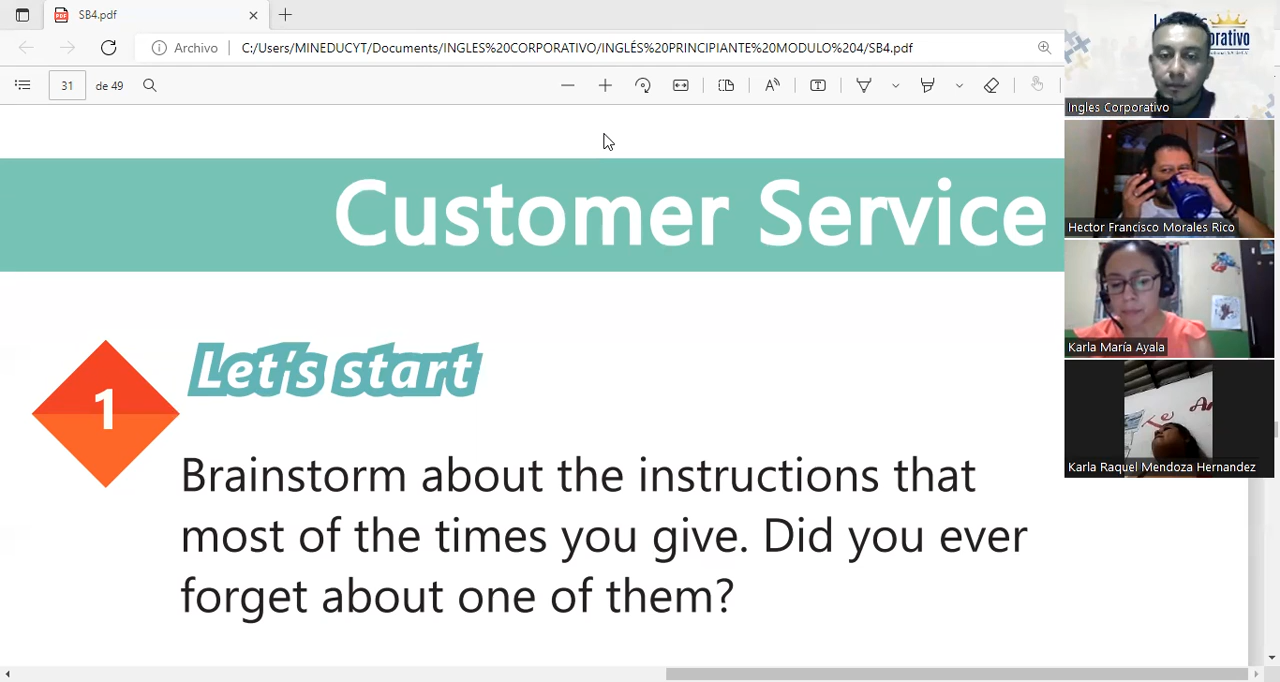 SB4.pdf
Archivo
C:/Users/MINEDUCYT/Documents/INGLES%20CORPORATIVO/INGLÉS%20PRINCIPIANTE%20MODULO%204/SB4.pdf
31 de 49
Customer Service
1
Let's start
Brainstorm about the instructions that
most of the times you give. Did you ever
forget about one of them?
Ingles Corporativo
Hector Francisco Morales Rico
Karla María Ayala
Te
Karla Raquel Mendoza Hernandez